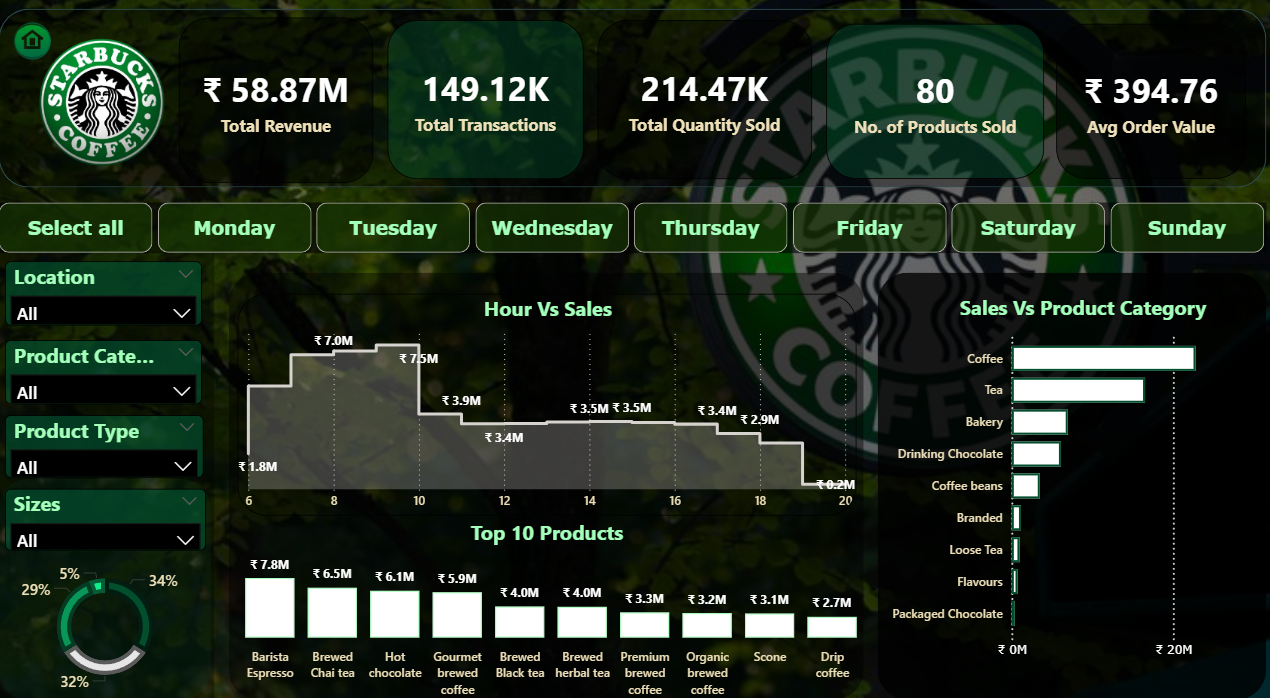 STARBUCKS
COFFEE
₹ 58.87M
Total Revenue
149.12K
Total Transactions
214.47K
Total Quantity Sold
80
No. of Products Sold
₹ 394.76
Avg Order Value
STARBUCKS
COFFEE
Select all
Monday
Tuesday
Wednesday
Thursday
Friday
Saturday
Sunday
Location
All
Product Cate...
All
Product Type
All
Sizes
All
5%
34%
29%
32%
Hour Vs Sales
₹ 7.0M
₹ 7.5M
₹ 3.9M
₹ 3.4M
₹ 3.5M
₹ 3.5M
₹ 3.4M
₹ 2.9M
₹ 1.8M
₹ 0.2M
6 8 10 12 14 16 18 20
Top 10 Products
₹ 7.8M
₹ 6.5M
₹ 6.1M
₹ 5.9M
₹ 4.0M
₹ 4.0M
₹ 3.3M
₹ 3.2M
₹ 3.1M
₹ 2.7M
Barista
Espresso
Brewed
Chai tea
Hot
chocolate
Gourmet
brewed
coffee
Brewed
Black tea
Brewed
herbal tea
Premium
brewed
coffee
Organic
brewed
coffee
Scone
Drip
coffee
Sales Vs Product Category
Coffee
Tea
Bakery
Drinking Chocolate
Coffee beans
Branded
Loose Tea
Flavours
Packaged Chocolate
₹ 0M
₹ 20M